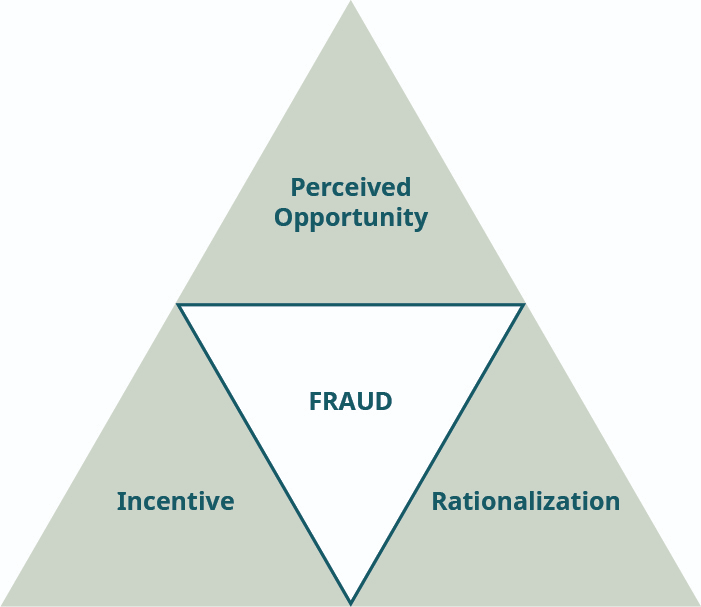 Perceived
Opportunity
FRAUD
Incentive
Rationalization